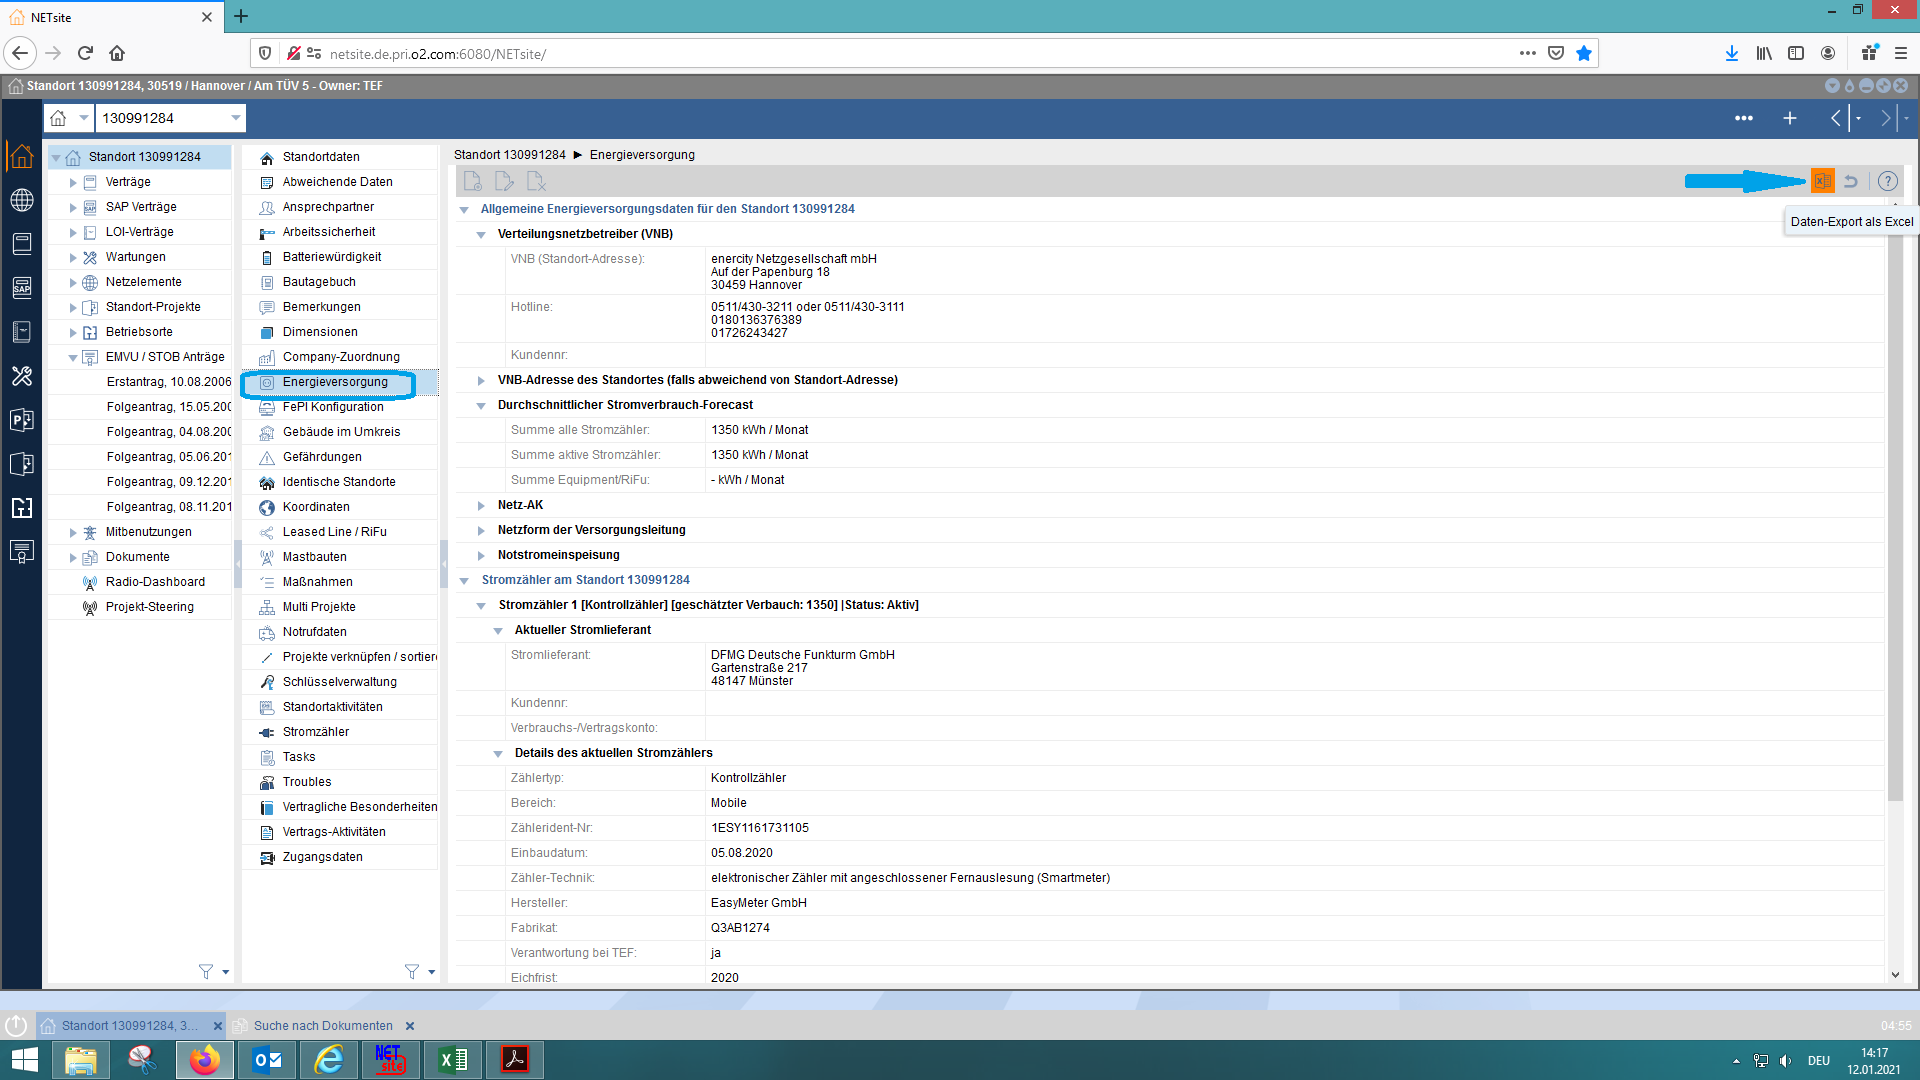 NETsite
netsite.de.pri.o2.com:6080/NETsite/
Standort 130991284, 30519 / Hannover / Am TÜV 5 - Owner: TEF
130991284
Standort 130991284
Verträge
SAP Verträge
LOI-Verträge
Wartungen
Netzelemente
Standort-Projekte
Betriebsorte
EMVU / STOB Anträge
Erstantrag, 10.08.2006
Folgeantrag, 15.05.200
Folgeantrag, 04.08.200
Folgeantrag, 05.06.201
Folgeantrag, 09.12.201
Folgeantrag, 08.11.201
Mitbenutzungen
Dokumente
Radio-Dashboard
Projekt-Steering
Standortdaten
Abweichende Daten
Ansprechpartner
Arbeitssicherheit
Batteriewürdigkeit
Bautagebuch
Bemerkungen
Dimensionen
Company-Zuordnung
Energieversorgung
FePI Konfiguration
Gebäude im Umkreis
Gefährdungen
Identische Standorte
Koordinaten
Leased Line / RiFu
Mastbauten
Maßnahmen
Multi Projekte
Notrufdaten
Projekte verknüpfen / sortier
Schlüsselverwaltung
Standortaktivitäten
Stromzähler
Tasks
Troubles
Vertragliche Besonderheiten
Vertrags-Aktivitäten
Zugangsdaten
Standort 130991284 ▶ Energieversorgung
Daten-Export als Excel
Allgemeine Energieversorgungsdaten für den Standort 130991284
Verteilungsnetzbetreiber (VNB)
VNB (Standort-Adresse): enercity Netzgesellschaft mbH
Auf der Papenburg 18
30459 Hannover
Hotline: 0511/430-3211 oder 0511/430-3111
0180136376389
01726243427
Kundennr:
VNB-Adresse des Standortes (falls abweichend von Standort-Adresse)
Durchschnittlicher Stromverbrauch-Forecast
Summe alle Stromzähler: 1350 kWh / Monat
Summe aktive Stromzähler: 1350 kWh / Monat
Summe Equipment/RiFu: - kWh / Monat
Netz-AK
Netzform der Versorgungsleitung
Notstromeinspeisung
Stromzähler am Standort 130991284
Stromzähler 1 [Kontrollzähler] [geschätzter Verbauch: 1350] |Status: Aktiv]
Aktueller Stromlieferant
Stromlieferant: DFMG Deutsche Funkturm GmbH
Gartenstraße 217
48147 Münster
Kundennr:
Verbrauchs-/Vertragskonto:
Details des aktuellen Stromzählers
Zählertyp: Kontrollzähler
Bereich: Mobile
Zählerident-Nr: 1ESY1161731105
Einbaudatum: 05.08.2020
Zähler-Technik: elektronischer Zähler mit angeschlossener Fernauslesung (Smartmeter)
Hersteller: EasyMeter GmbH
Fabrikat: Q3AB1274
Verantwortung bei TEF: ja
Eichfrist: 2020
Standort 130991284, 3...
Suche nach Dokumenten
04:55
NET
site
DEU
14:17
12.01.2021